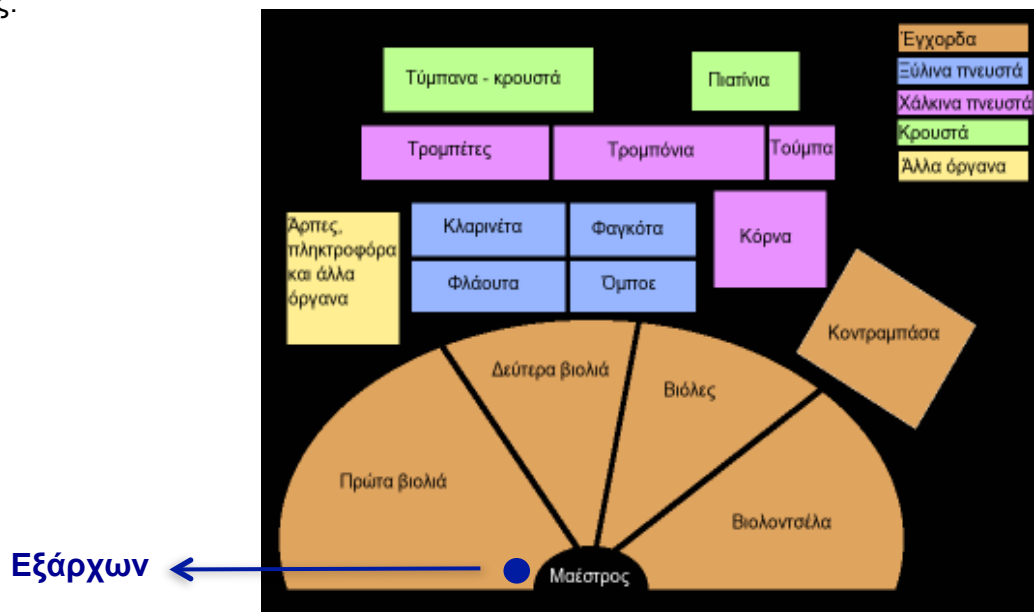 ς.
Έγχορδα
Ξύλινα πνευστά
Χάλκινα πνευστά
Κρουστά
Άλλα όργανα
Τύμπανα - κρουστά
Πιατίνια
Τρομπέτες
Τρομπόνια
Τούμπα
Άρπες,
πληκτροφόρα
και άλλα
όργανα
Κλαρινέτα
Φαγκότα
Κόρνα
Φλάουτα
Όμποε
Κοντραμπάσα
Δεύτερα βιολιά
Βιόλες
Πρώτα βιολιά
Βιολοντσέλα
Εξάρχων
Μαέστρος